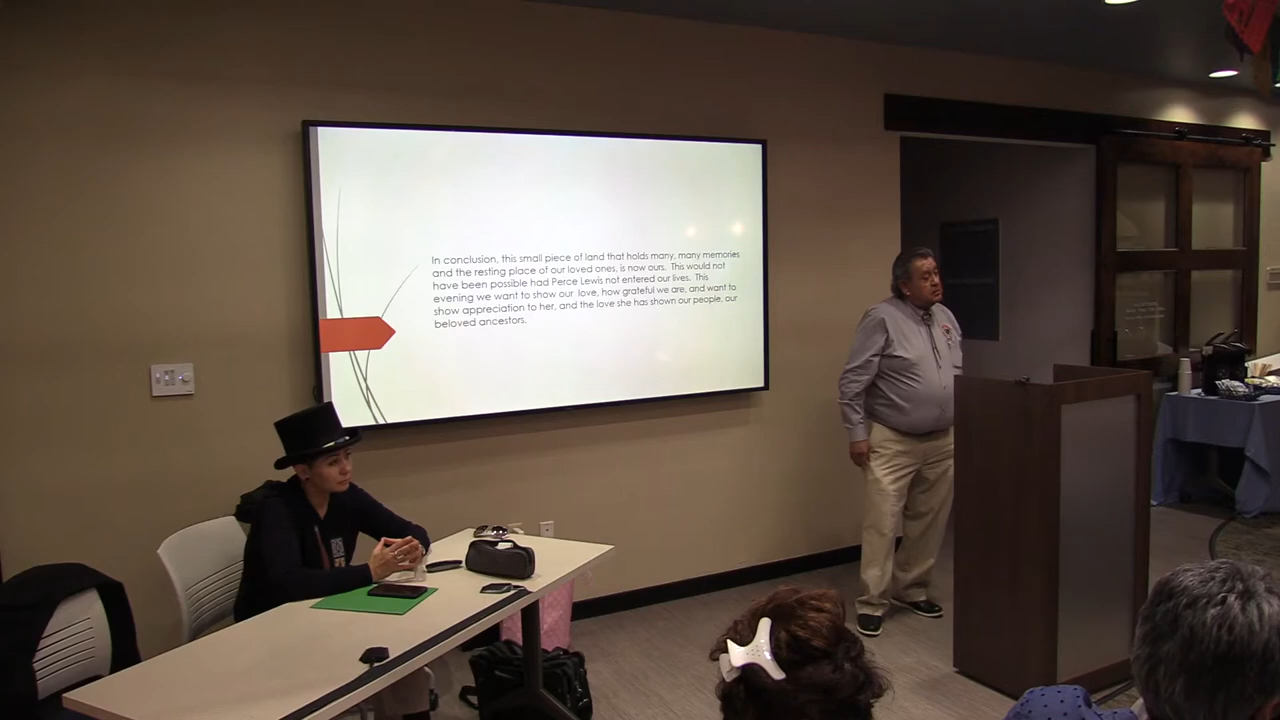 In conclusion, this small piece of land that holds many, many memories
and the resting place of our loved ones, is now ours. This would not
have been possible had Perce Lewis not entered our lives. This
evening we want to show our love, how grateful we are, and want to
show appreciation to her, and the love she has shown our people, our
beloved ancestors.